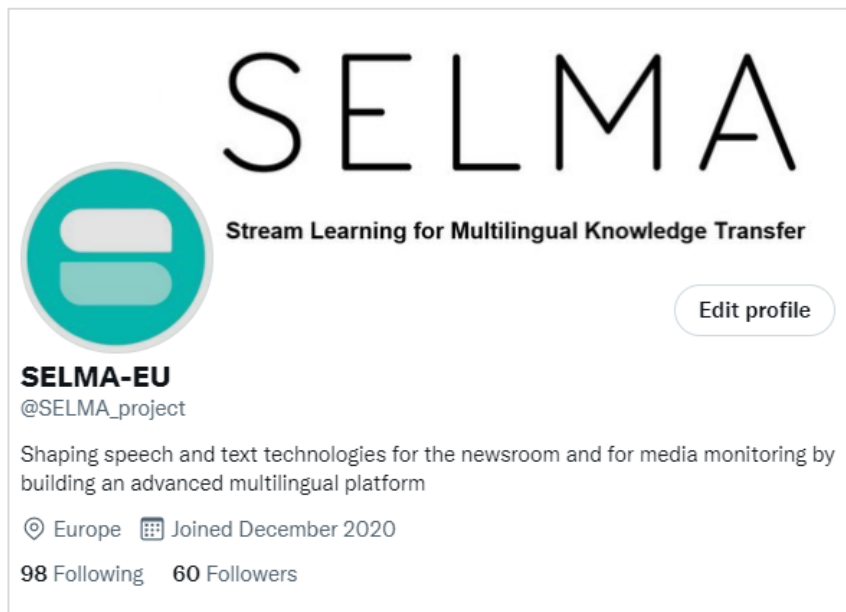 SELMA
Stream Learning for Multilingual Knowledge Transfer
Edit profile
SELMA-EU
@SELMA_project
Shaping speech and text technologies for the newsroom and for media monitoring by
building an advanced multilingual platform
Europe Joined December 2020
98 Following 60 Followers